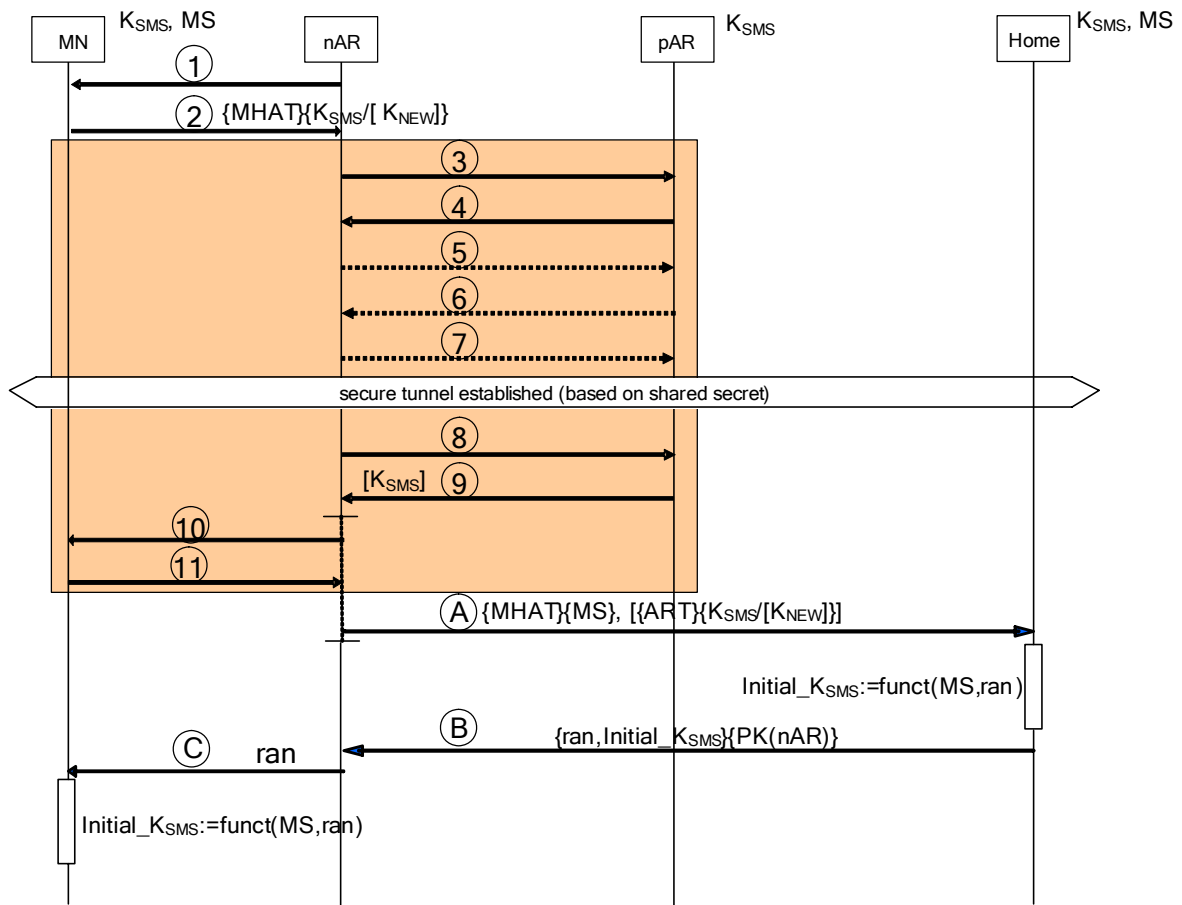 K_SMS, MS
MN
nAR
pAR
K_SMS
Home
K_SMS, MS
1
2 {MHAT}{K_SMS/[ K_NEW]}
3
4
5
6
7
secure tunnel established (based on shared secret)
8
[K_SMS] 9
10
11
A {MHAT}{MS}, [{ART}{K_SMS/[K_NEW]}]
Initial_K_SMS:=funct(MS,ran)
B {ran,Initial_K_SMS}{PK(nAR)}
C ran
Initial_K_SMS:=funct(MS,ran)